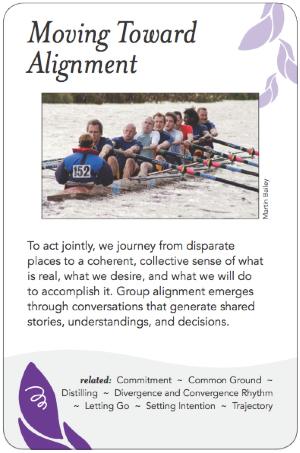 Moving Toward
Alignment
152
Martin Bailey
To act jointly, we journey from disparate
places to a coherent, collective sense of what
is real, what we desire, and what we will do
to accomplish it. Group alignment emerges
through conversations that generate shared
stories, understandings, and decisions.
related: Commitment ~ Common Ground ~
Distilling ~ Divergence and Convergence Rhythm
~ Letting Go ~ Setting Intention ~ Trajectory